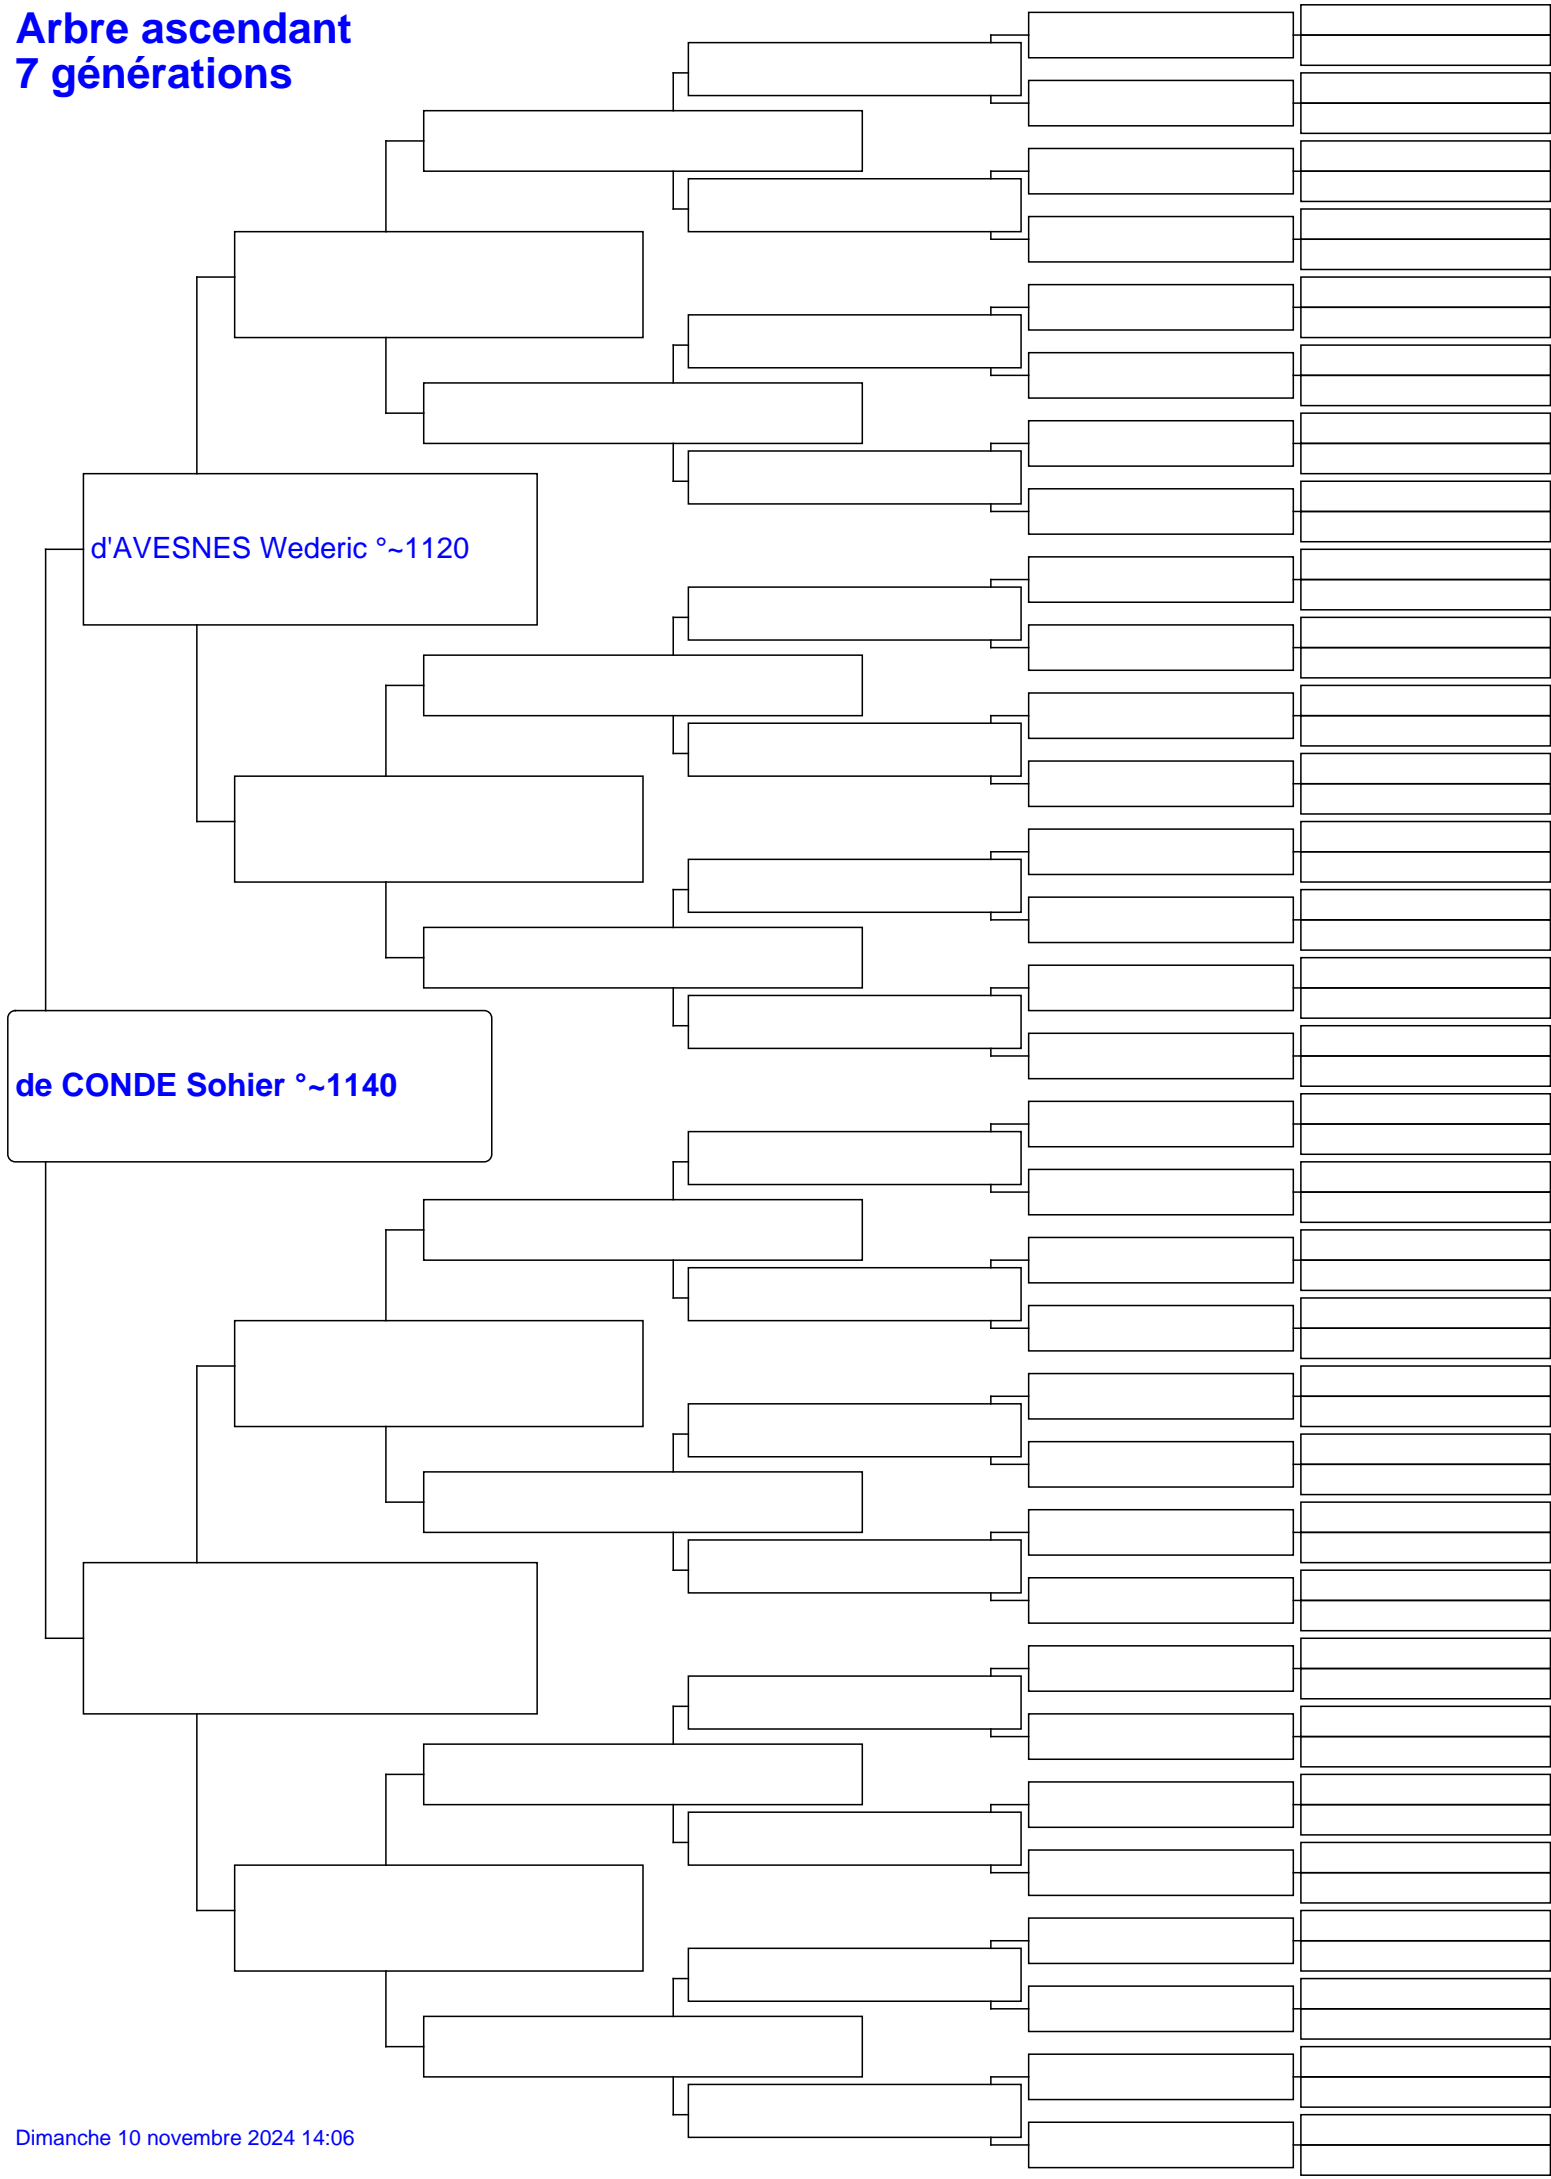 Arbre ascendant
7 générations
d'AVESNES Wederic °~1120
de CONDE Sohier °~1140
Dimanche 10 novembre 2024 14:06